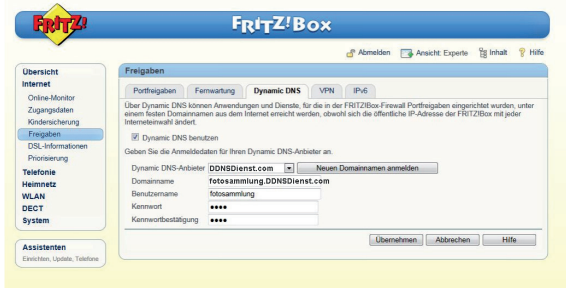 FRITZ!
FRITZ!BOX
Abmelden Ansicht: Experte Inhalt Hilfe
Übersicht
Internet
Online-Monitor
Zugangsdaten
Kindersicherung
Freigaben
DSL-Informationen
Priorisierung
Telefonie
Heimnetz
WLAN
DECT
System
Assistenten
Einrichten, Update, Telefone
Freigaben
Portfreigaben Fernwartung Dynamic DNS VPN IPv6
Über Dynamic DNS können Anwendungen und Dienste, für die in der FRITZ!Box-Firewall Portfreigaben eingerichtet wurden, unter
einem festen Domainnamen aus dem Internet erreicht werden, obwohl sich die öffentliche IP-Adresse der FRITZ!Box mit jeder
Interneteinwahl ändert.
Dynamic DNS benutzen
Geben Sie die Anmeldedaten für Ihren Dynamic DNS-Anbieter an.
Dynamic DNS-Anbieter DDNSDienst.com Neuen Domainnamen anmelden
Domainname fotosammlung.DDNSDienst.com
Benutzername fotosammlung
Kennwort ●●●●
Kennwortbestätigung ●●●●
Übernehmen Abbrechen Hilfe